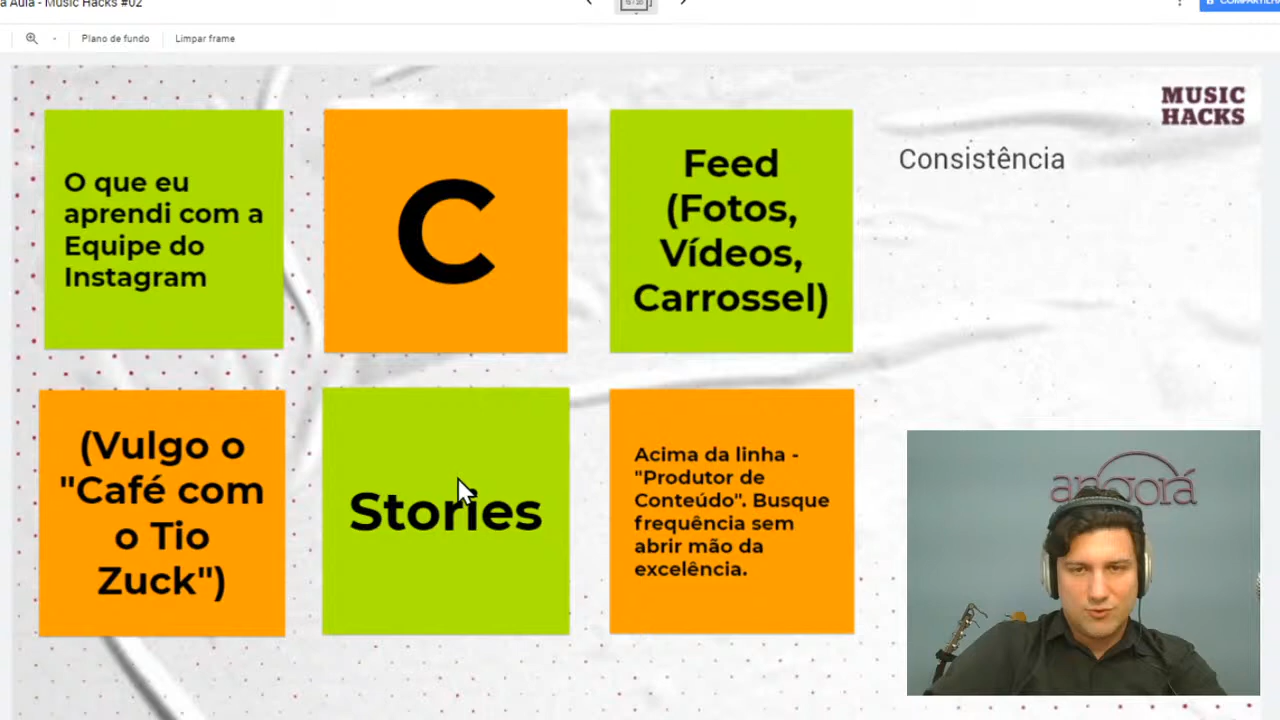 a Aula - Music Hacks #02
Plano de fundo
Limpar frame
MUSIC
HACKS
O que eu
aprendi com a
Equipe do
Instagram
C
Feed
(Fotos,
Vídeos,
Carrossel)
Consistência
(Vulgo o
"Café com
o Tio
Zuck")
Stories
Acima da linha -
"Produtor de
Conteúdo". Busque
frequência sem
abrir mão da
excelência.
angorá